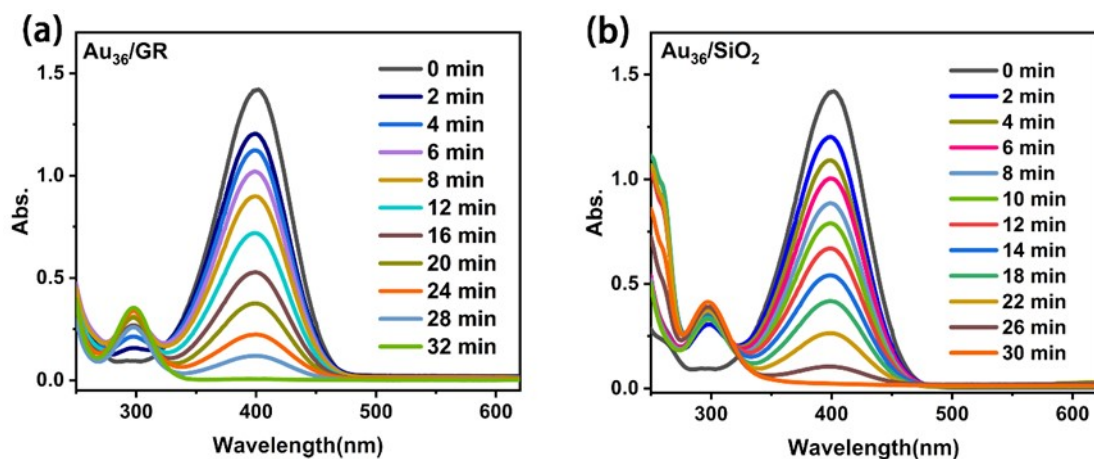 (a)
Au36/GR
0 min
2 min
4 min
6 min
8 min
12 min
16 min
20 min
24 min
28 min
32 min
1.5
1.0
0.5
0.0
Abs.
300 400 500 600
Wavelength(nm)
(b)
Au36/SiO2
0 min
2 min
4 min
6 min
8 min
10 min
12 min
14 min
18 min
22 min
26 min
30 min
1.5
1.0
0.5
0.0
Abs.
300 400 500 600
Wavelength(nm)